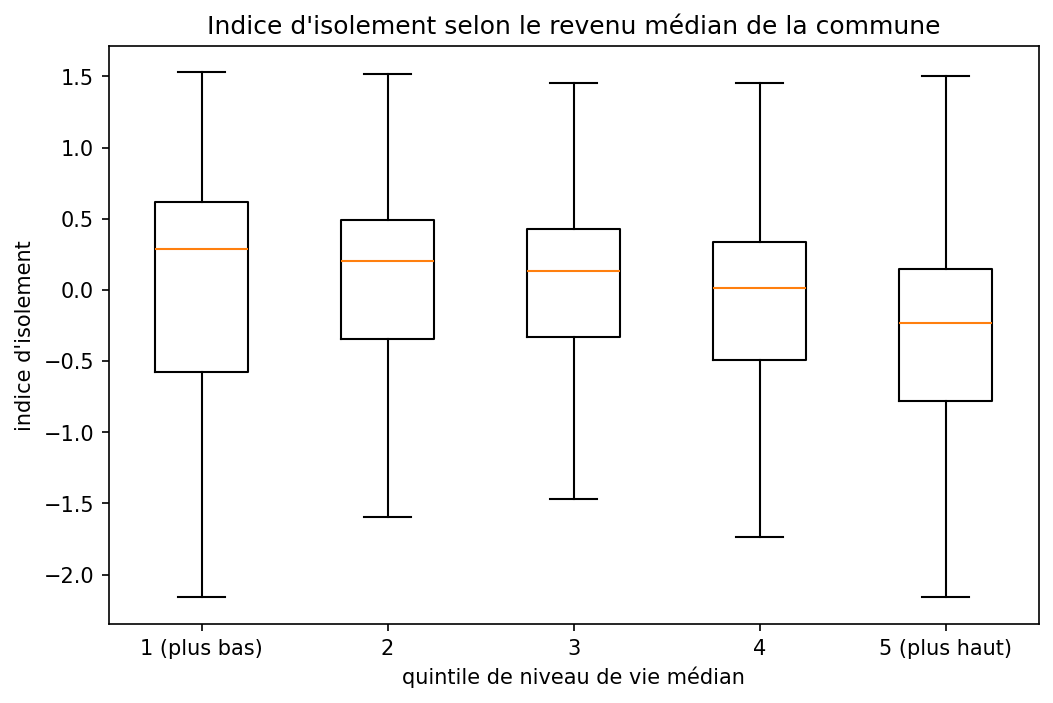 Indice d'isolement selon le revenu médian de la commune
indice d'isolement
1.5
1.0
0.5
0.0
−0.5
−1.0
−1.5
−2.0
1 (plus bas)
2
3
4
5 (plus haut)
quintile de niveau de vie médian